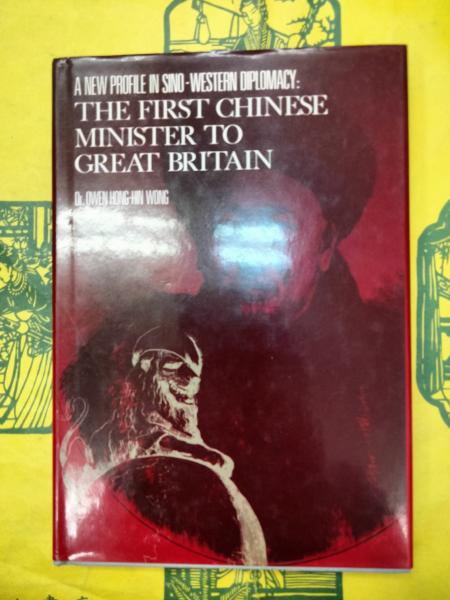 A NEW PROFILE IN SINO-WESTERN DIPLOMACY:
THE FIRST CHINESE
MINISTER TO
GREAT BRITAIN
Dr. OWEN HONG-HIN WONG